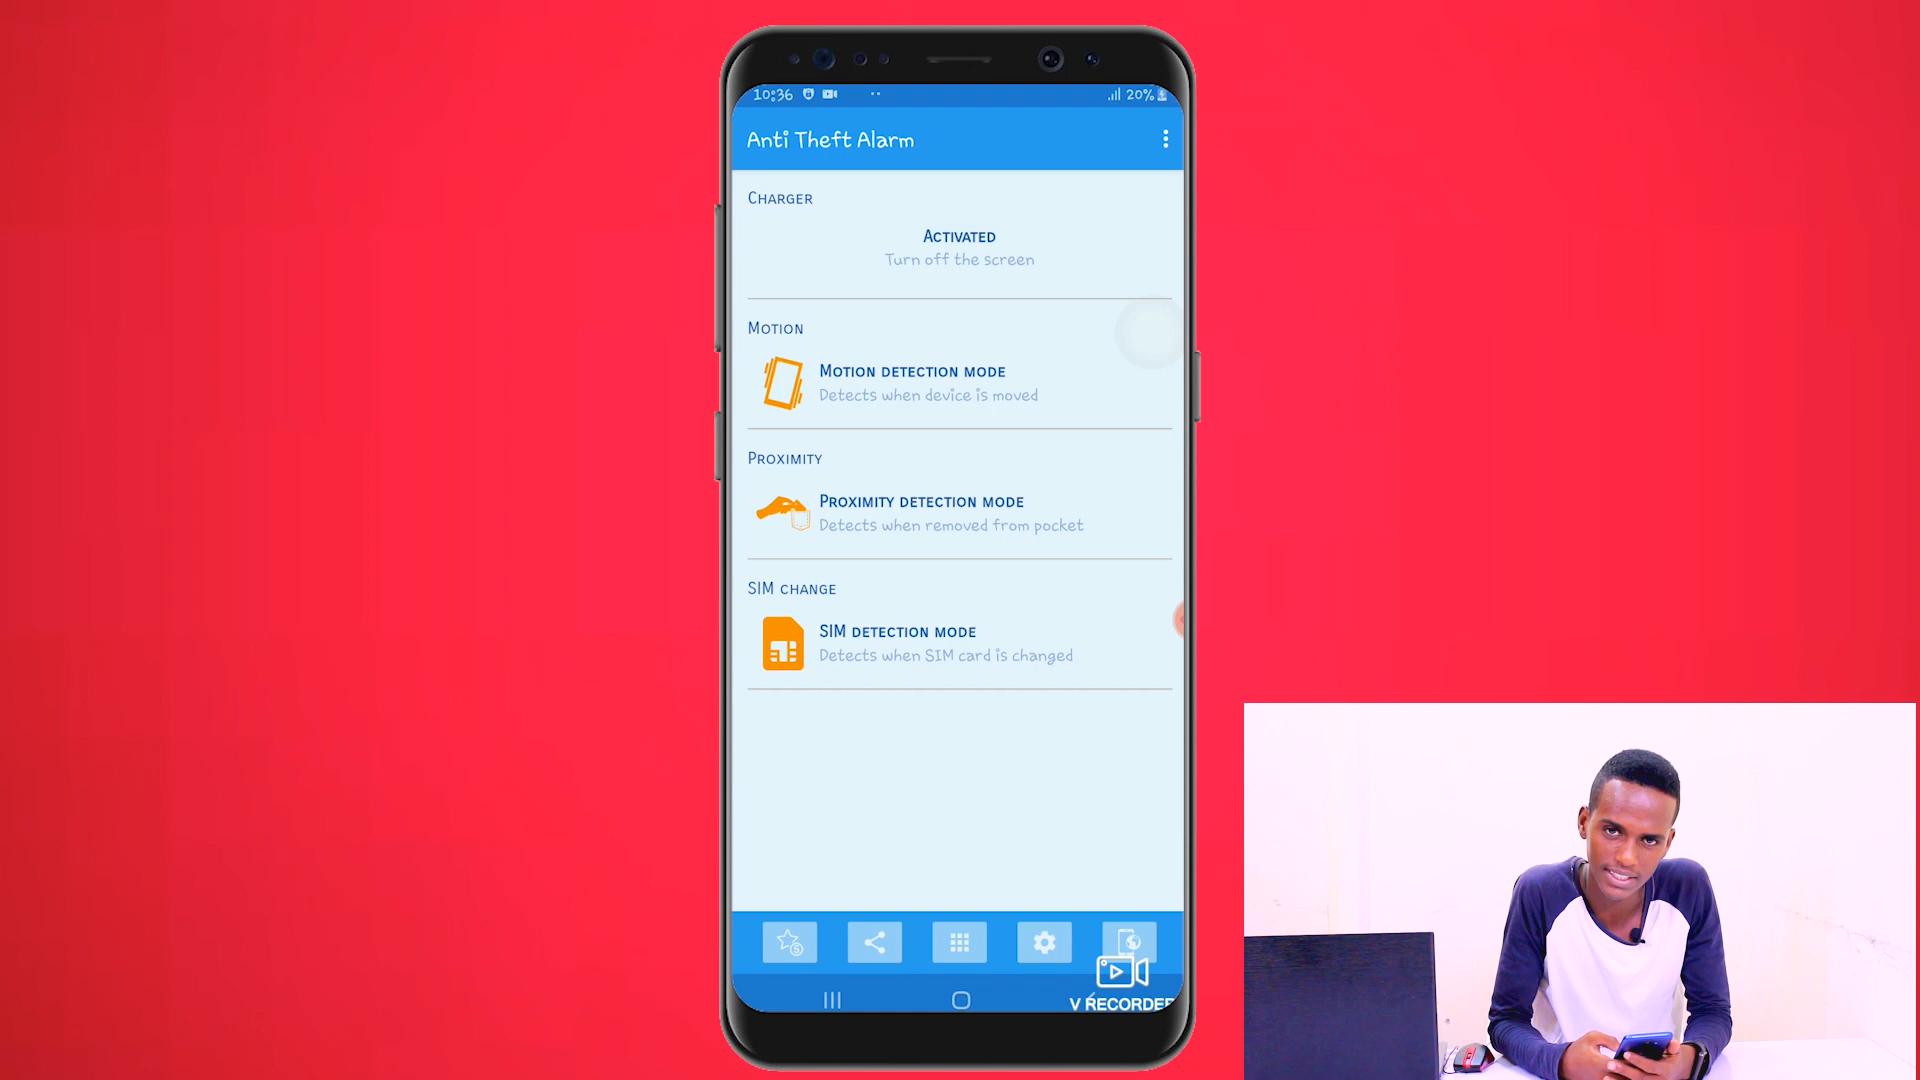 10:36
20%
Anti Theft Alarm
CHARGER
ACTIVATED
Turn off the screen
MOTION
MOTION DETECTION MODE
Detects when device is moved
PROXIMITY
PROXIMITY DETECTION MODE
Detects when removed from pocket
SIM CHANGE
SIM DETECTION MODE
Detects when SIM card is changed
5
V RECORDER